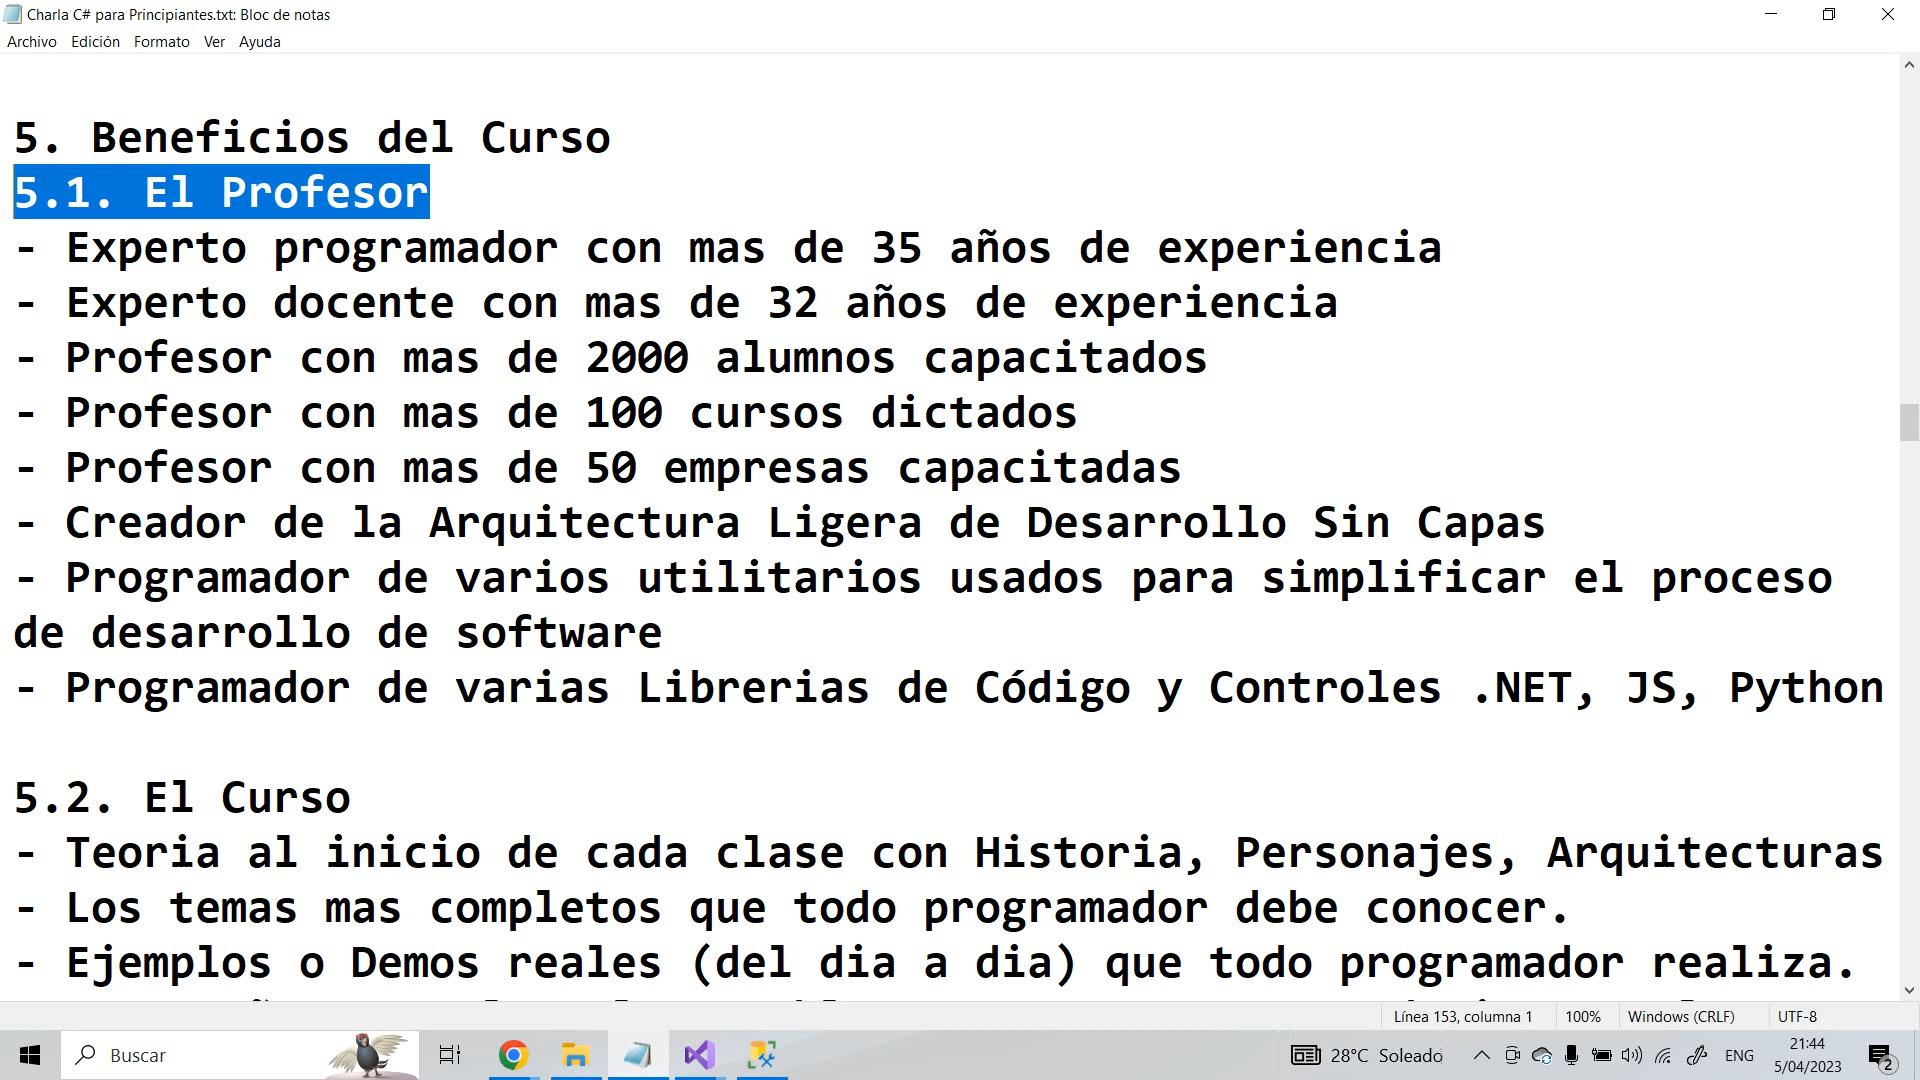 Charla C# para Principiantes.txt: Bloc de notas
Archivo Edición Formato Ver Ayuda
5. Beneficios del Curso
5.1. El Profesor
- Experto programador con mas de 35 años de experiencia
- Experto docente con mas de 32 años de experiencia
- Profesor con mas de 2000 alumnos capacitados
- Profesor con mas de 100 cursos dictados
- Profesor con mas de 50 empresas capacitadas
- Creador de la Arquitectura Ligera de Desarrollo Sin Capas
- Programador de varios utilitarios usados para simplificar el proceso
de desarrollo de software
- Programador de varias Librerias de Código y Controles .NET, JS, Python
5.2. El Curso
- Teoria al inicio de cada clase con Historia, Personajes, Arquitecturas
- Los temas mas completos que todo programador debe conocer.
- Ejemplos o Demos reales (del dia a dia) que todo programador realiza.
Línea 153, columna 1 100% Windows (CRLF) UTF-8
Buscar
28°C Soleado
ENG
21:44
5/04/2023
2